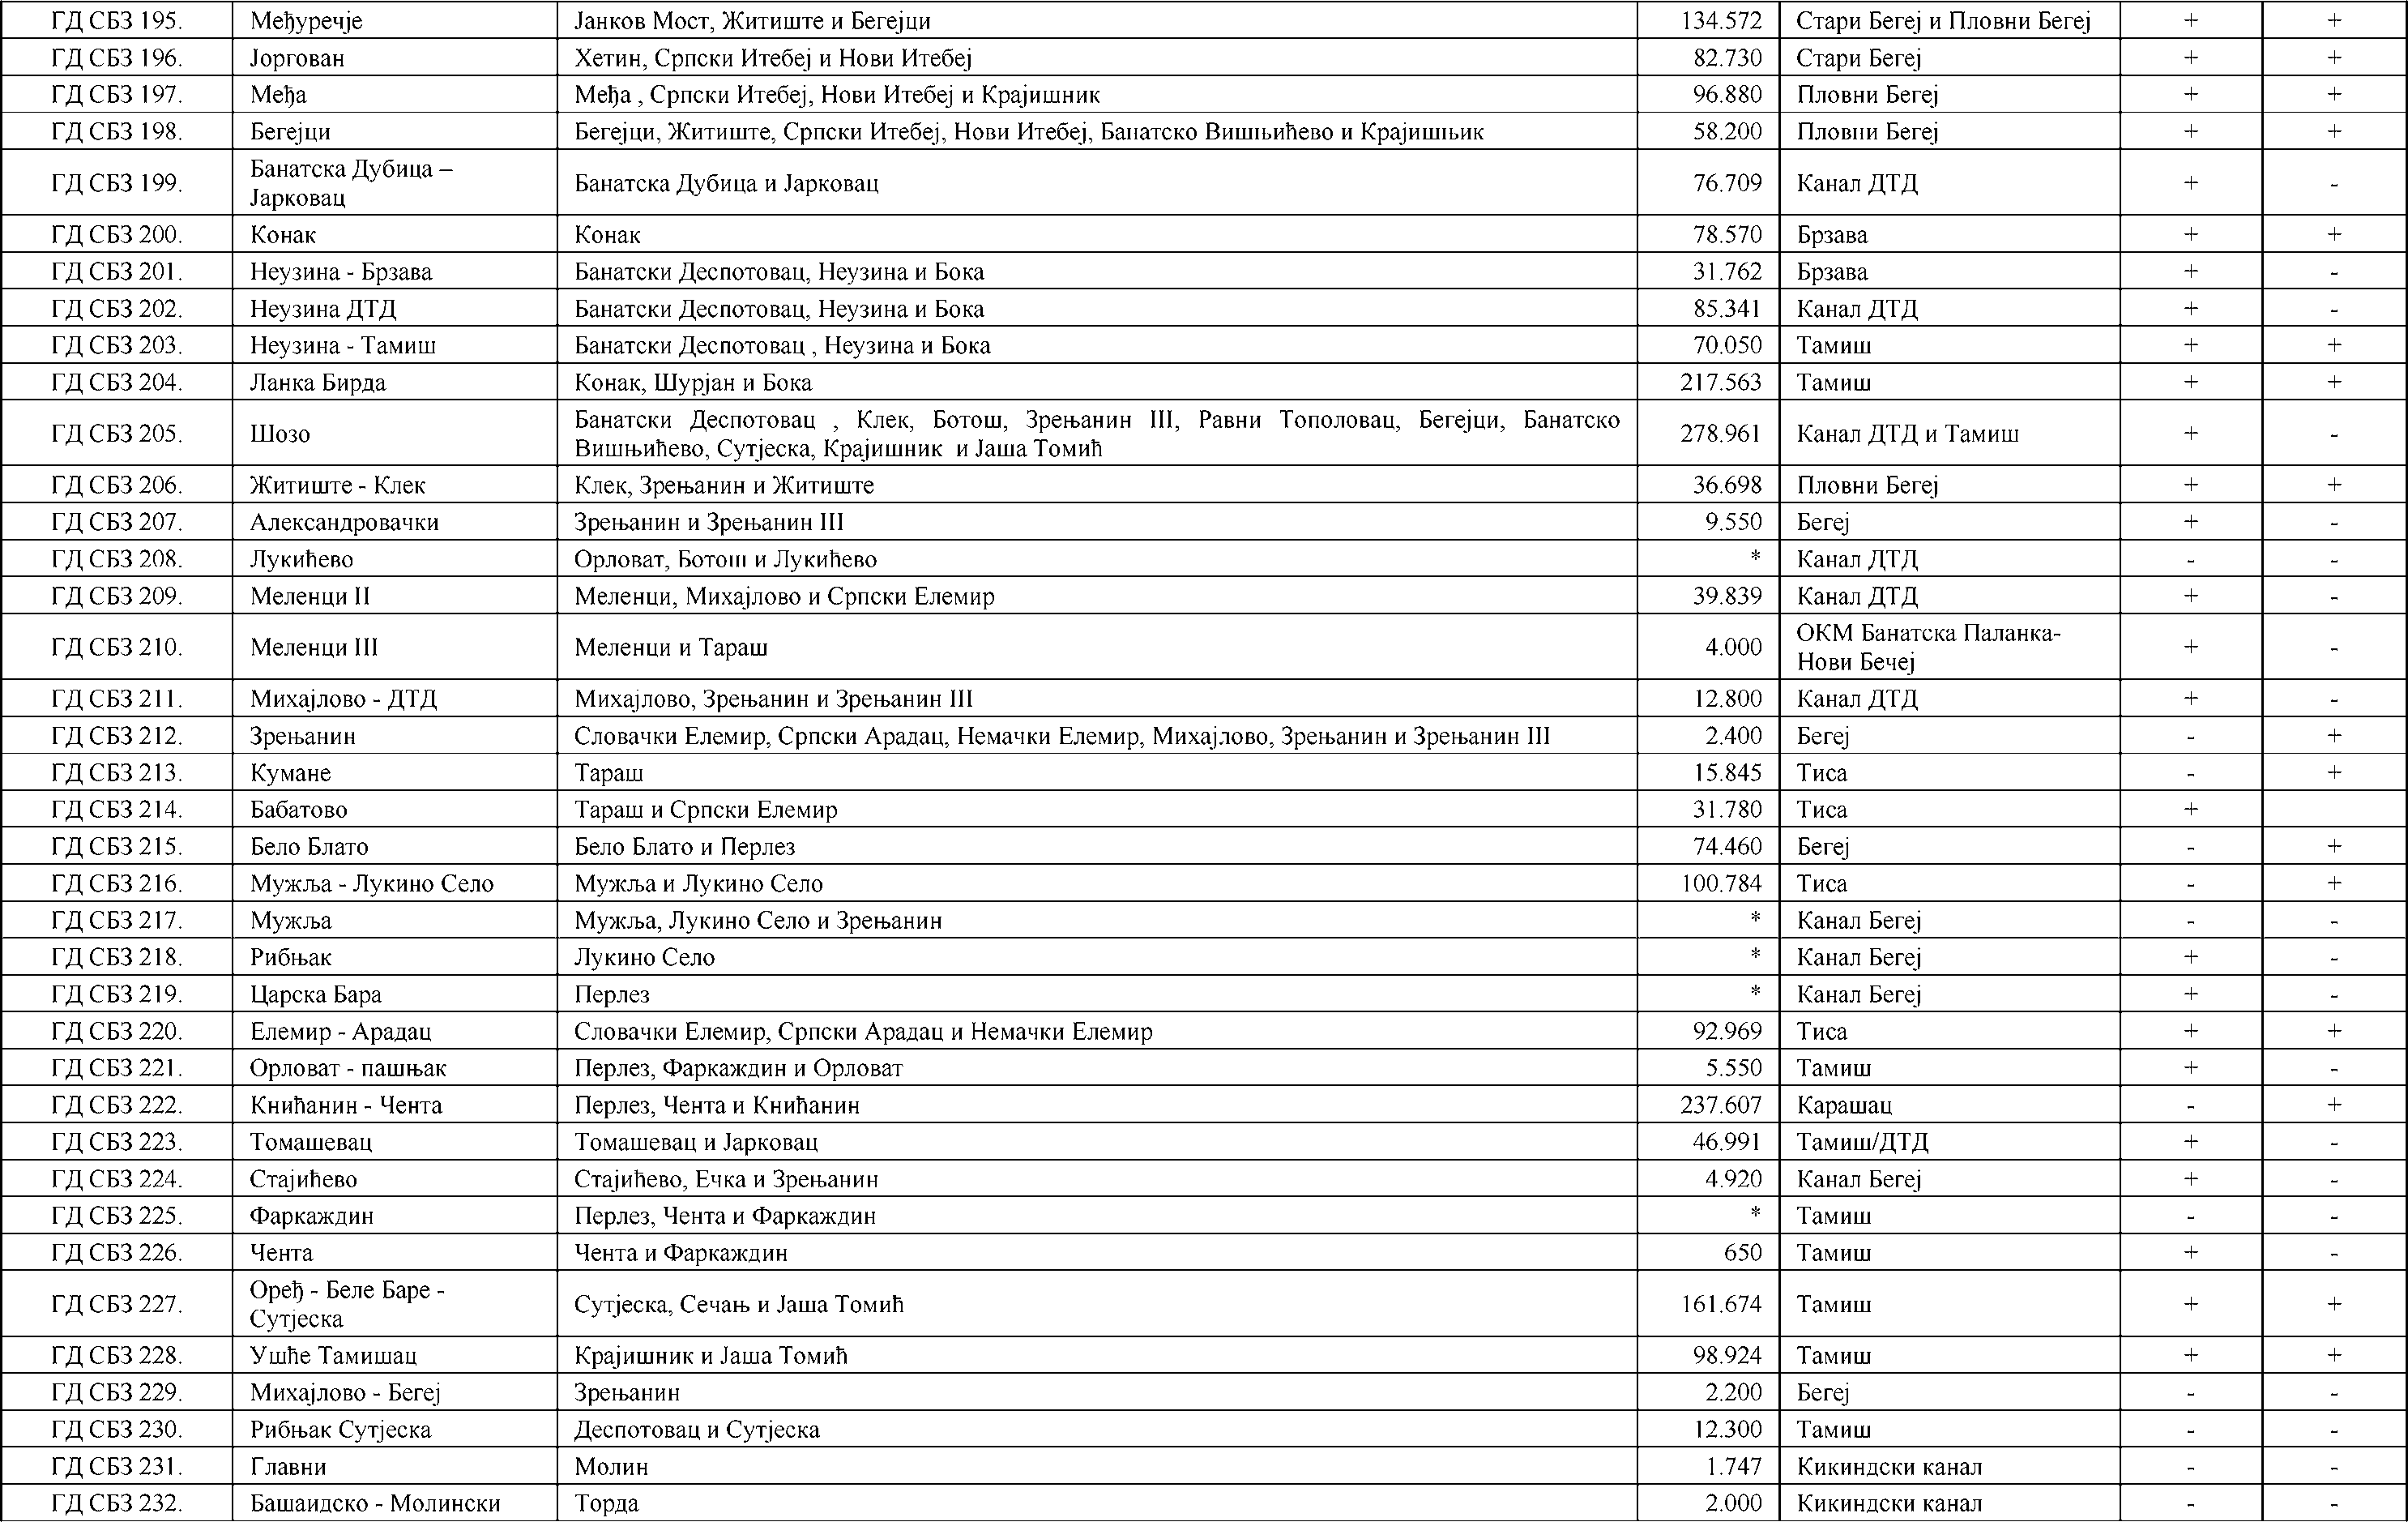 ГД СБЗ 195. Међуречје Јанков Мост, Житиште и Бегејци 134.572 Стари Бегеј и Пловни Бегеј + +
ГД СБЗ 196. Јоргован Хетин, Српски Итебеј и Нови Итебеј 82.730 Стари Бегеј + +
ГД СБЗ 197. Међа Међа , Српски Итебеј, Нови Итебеј и Крајишник 96.880 Пловни Бегеј + +
ГД СБЗ 198. Бегејци Бегејци, Житиште, Српски Итебеј, Нови Итебеј, Банатско Вишњићево и Крајишњик 58.200 Пловни Бегеј + +
ГД СБЗ 199. Банатска Дубица –
Јарковац Банатска Дубица и Јарковац 76.709 Канал ДТД + -
ГД СБЗ 200. Конак Конак 78.570 Брзава + +
ГД СБЗ 201. Неузина - Брзава Банатски Деспотовац, Неузина и Бока 31.762 Брзава + -
ГД СБЗ 202. Неузина ДТД Банатски Деспотовац, Неузина и Бока 85.341 Канал ДТД + -
ГД СБЗ 203. Неузина - Тамиш Банатски Деспотовац , Неузина и Бока 70.050 Тамиш + +
ГД СБЗ 204. Ланка Бирда Конак, Шурјан и Бока 217.563 Тамиш + +
ГД СБЗ 205. Шозо Банатски Деспотовац , Клек, Ботош, Зрењанин III, Равни Тополовац, Бегејци, Банатско
Вишњићево, Сутјеска, Крајишник и Јаша Томић 278.961 Канал ДТД и Тамиш + -
ГД СБЗ 206. Житиште - Клек Клек, Зрењанин и Житиште 36.698 Пловни Бегеј + +
ГД СБЗ 207. Александровачки Зрењанин и Зрењанин III 9.550 Бегеј + -
ГД СБЗ 208. Лукићево Орловат, Ботош и Лукићево * Канал ДТД - -
ГД СБЗ 209. Меленци II Меленци, Михајлово и Српски Елемир 39.839 Канал ДТД + -
ГД СБЗ 210. Меленци III Меленци и Тараш 4.000 ОКМ Банатска Паланка-
Нови Бечеј + -
ГД СБЗ 211. Михајлово - ДТД Михајлово, Зрењанин и Зрењанин III 12.800 Канал ДТД + -
ГД СБЗ 212. Зрењанин Словачки Елемир, Српски Арадац, Немачки Елемир, Михајлово, Зрењанин и Зрењанин III 2.400 Бегеј - +
ГД СБЗ 213. Кумане Тараш 15.845 Тиса - +
ГД СБЗ 214. Бабатово Тараш и Српски Елемир 31.780 Тиса +
ГД СБЗ 215. Бело Блато Бело Блато и Перлез 74.460 Бегеј - +
ГД СБЗ 216. Мужља - Лукино Село Мужља и Лукино Село 100.784 Тиса - +
ГД СБЗ 217. Мужља Мужља, Лукино Село и Зрењанин * Канал Бегеј - -
ГД СБЗ 218. Рибњак Лукино Село * Канал Бегеј + -
ГД СБЗ 219. Царска Бара Перлез * Канал Бегеј + -
ГД СБЗ 220. Елемир - Арадац Словачки Елемир, Српски Арадац и Немачки Елемир 92.969 Тиса + +
ГД СБЗ 221. Орловат - пашњак Перлез, Фаркаждин и Орловат 5.550 Тамиш + -
ГД СБЗ 222. Книћанин - Чента Перлез, Чента и Книћанин 237.607 Карашац - +
ГД СБЗ 223. Томашевац Томашевац и Јарковац 46.991 Тамиш/ДТД + -
ГД СБЗ 224. Стајићево Стајићево, Ечка и Зрењанин 4.920 Канал Бегеј + -
ГД СБЗ 225. Фаркаждин Перлез, Чента и Фаркаждин * Тамиш - -
ГД СБЗ 226. Чента Чента и Фаркаждин 650 Тамиш + -
ГД СБЗ 227. Оређ - Беле Баре -
Сутјеска Сутјеска, Сечањ и Јаша Томић 161.674 Тамиш + +
ГД СБЗ 228. Ушће Тамишац Крајишник и Јаша Томић 98.924 Тамиш + +
ГД СБЗ 229. Михајлово - Бегеј Зрењанин 2.200 Бегеј - -
ГД СБЗ 230. Рибњак Сутјеска Деспотовац и Сутјеска 12.300 Тамиш - -
ГД СБЗ 231. Главни Молин 1.747 Кикиндски канал - -
ГД СБЗ 232. Башаидско - Молински Торда 2.000 Кикиндски канал - -